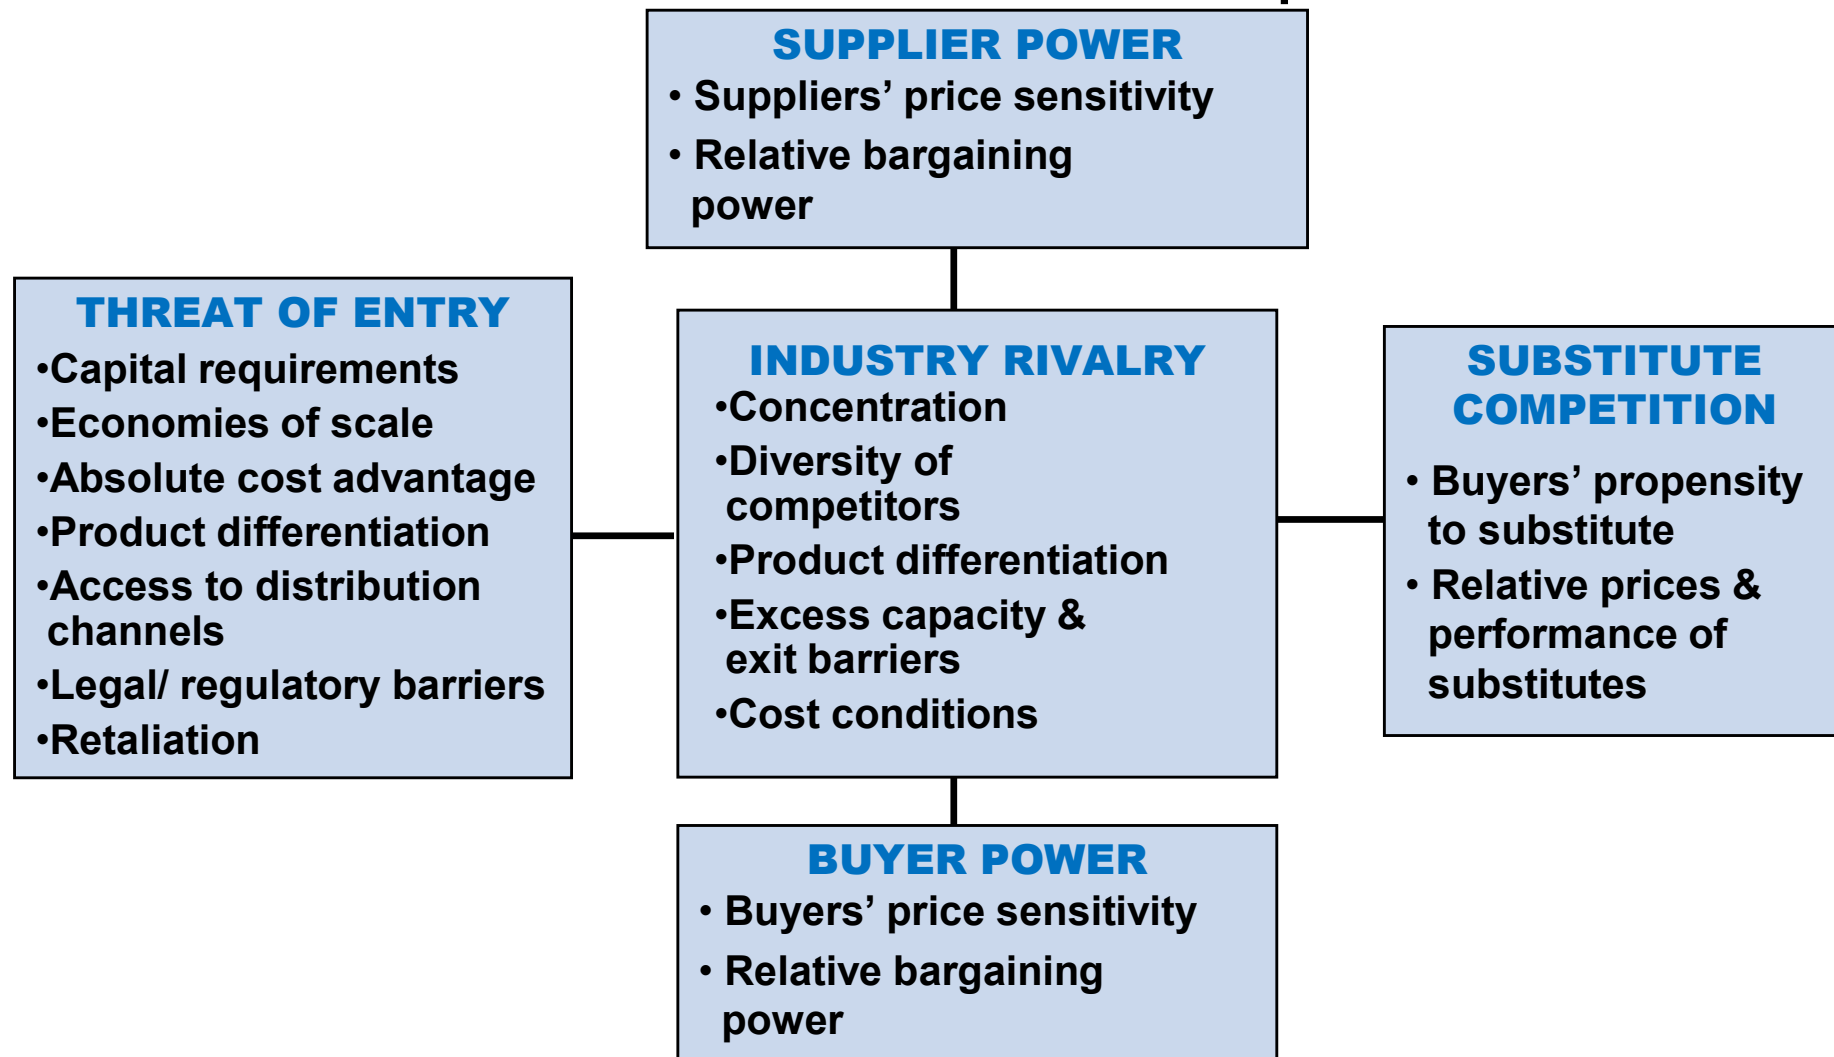 SUPPLIER POWER
• Suppliers’ price sensitivity
• Relative bargaining
power
THREAT OF ENTRY
•Capital requirements
•Economies of scale
•Absolute cost advantage
•Product differentiation
•Access to distribution
channels
•Legal/ regulatory barriers
•Retaliation
INDUSTRY RIVALRY
•Concentration
•Diversity of
competitors
•Product differentiation
•Excess capacity &
exit barriers
•Cost conditions
SUBSTITUTE
COMPETITION
• Buyers’ propensity
to substitute
• Relative prices &
performance of
substitutes
BUYER POWER
• Buyers’ price sensitivity
• Relative bargaining
power